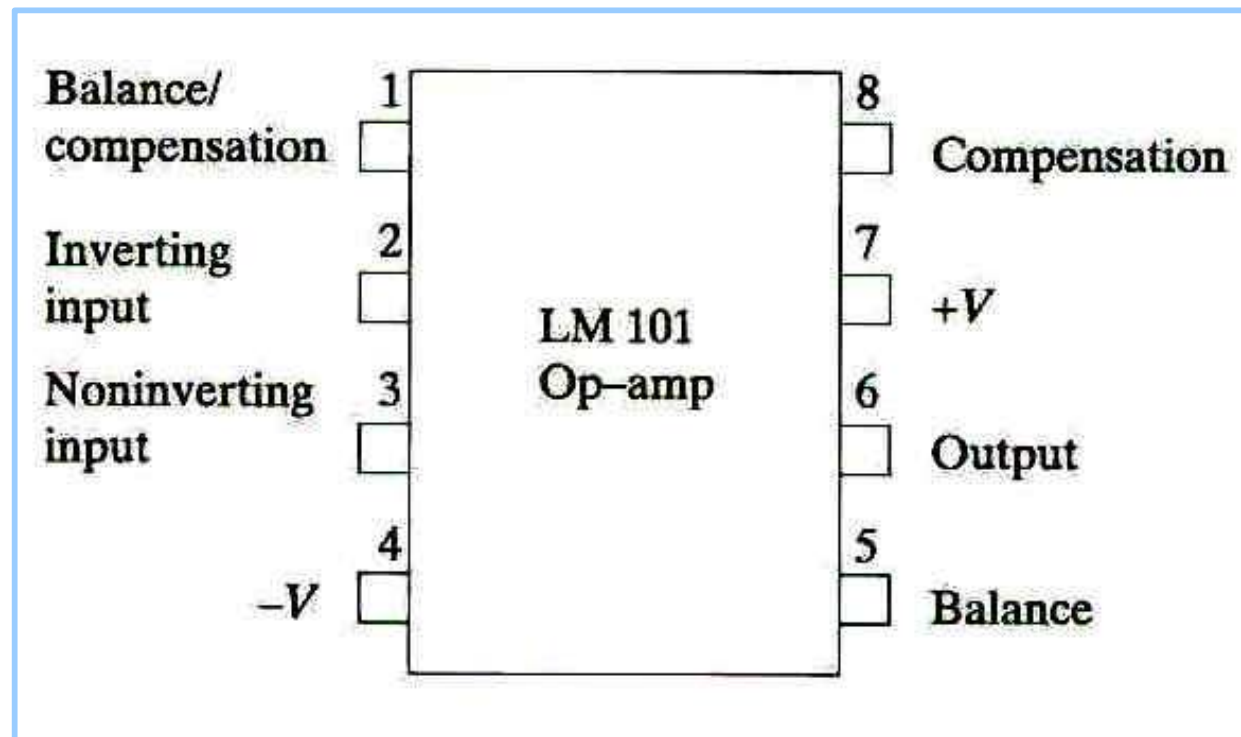 Balance/
compensation
1
Inverting
input
2
Noninverting
input
3
4
–V
LM 101
Op–amp
8
Compensation
7
+V
6
Output
5
Balance